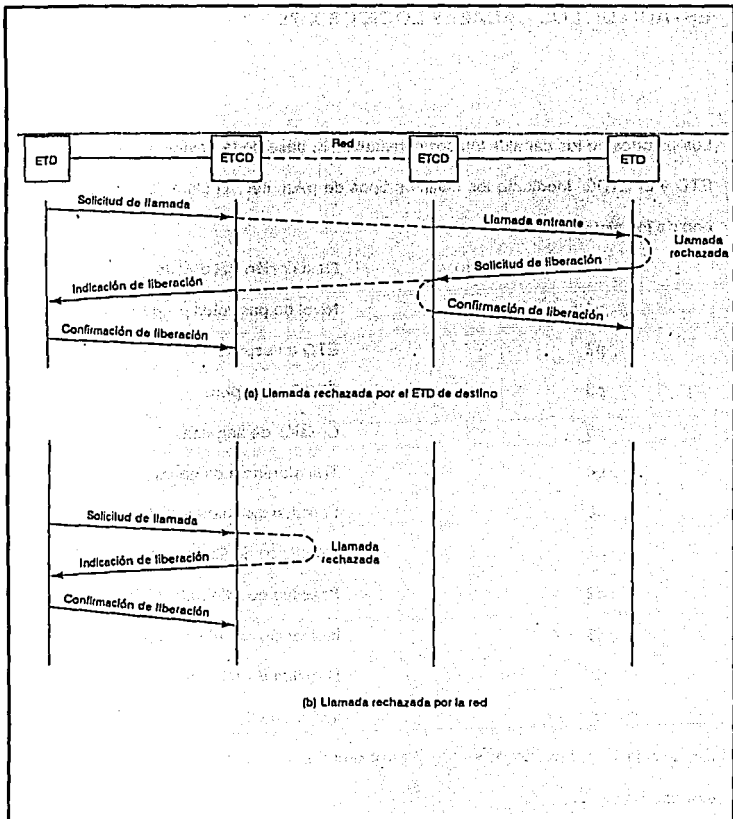 Red
ETD ETCD ETCD ETD
Solicitud de llamada
Llamada entrante
Llamada
rechazada
Solicitud de liberación
Indicación de liberación
Confirmación de liberación
Confirmación de liberación
(a) Llamada rechazada por el ETD de destino
Solicitud de llamada
Llamada
rechazada
Indicación de liberación
Confirmación de liberación
(b) Llamada rechazada por la red